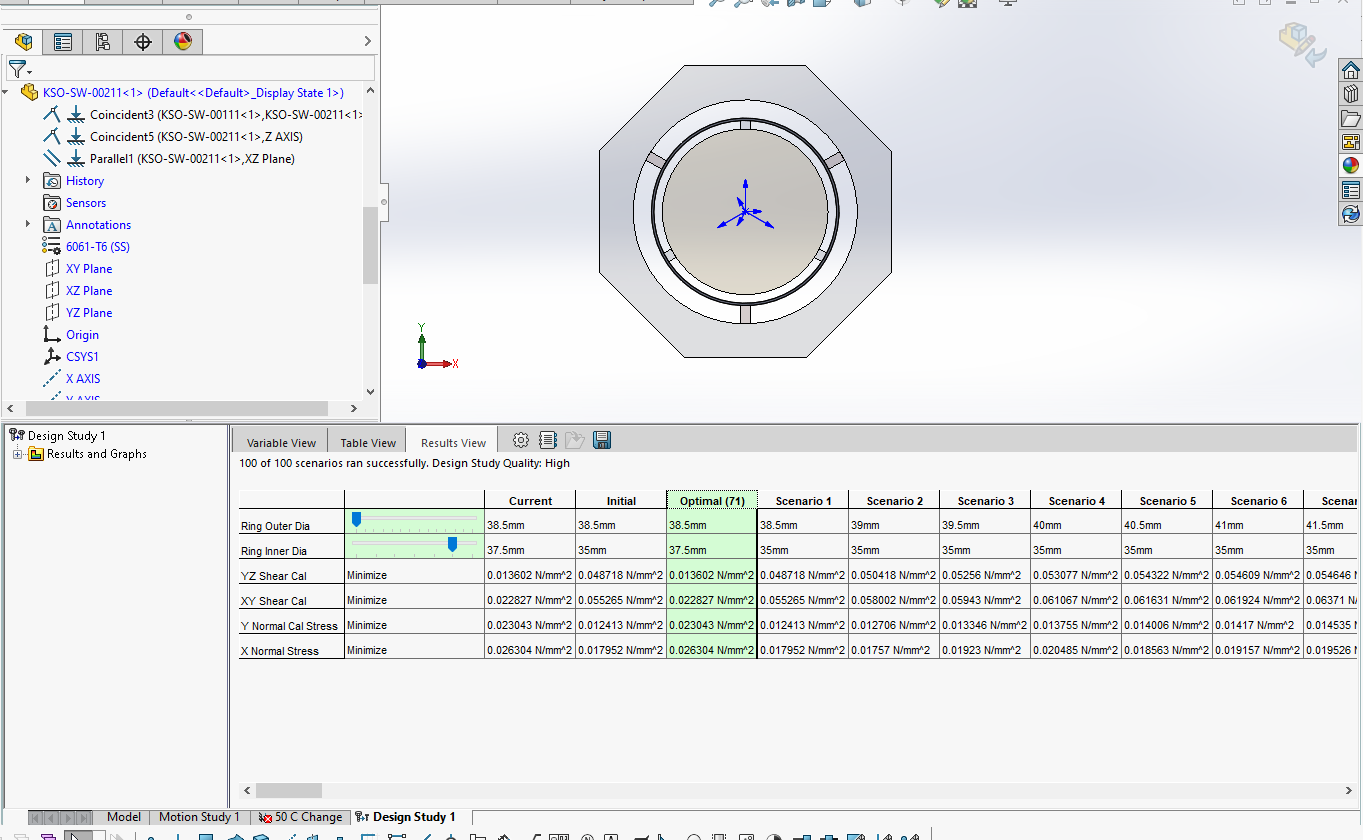 KSO-SW-00211<1> (Default<<Default>_Display State 1>)
Coincident3 (KSO-SW-00111<1>,KSO-SW-00211<1>
Coincident5 (KSO-SW-00211<1>,Z AXIS)
Parallel1 (KSO-SW-00211<1>,XZ Plane)
History
Sensors
Annotations
6061-T6 (SS)
XY Plane
XZ Plane
YZ Plane
Origin
CSYS1
X AXIS
Y AXIS
Y
X
Design Study 1
Results and Graphs
Variable View Table View Results View
100 of 100 scenarios ran successfully. Design Study Quality: High
Current Initial Optimal (71) Scenario 1 Scenario 2 Scenario 3 Scenario 4 Scenario 5 Scenario 6 Scenar
Ring Outer Dia 38.5mm 38.5mm 38.5mm 38.5mm 39mm 39.5mm 40mm 40.5mm 41mm 41.5mm
Ring Inner Dia 37.5mm 35mm 37.5mm 35mm 35mm 35mm 35mm 35mm 35mm 35mm
YZ Shear Cal Minimize 0.013602 N/mm^2 0.048718 N/mm^2 0.013602 N/mm^2 0.048718 N/mm^2 0.050418 N/mm^2 0.05256 N/mm^2 0.053077 N/mm^2 0.054322 N/mm^2 0.054609 N/mm^2 0.054646
XY Shear Cal Minimize 0.022827 N/mm^2 0.055265 N/mm^2 0.022827 N/mm^2 0.055265 N/mm^2 0.058002 N/mm^2 0.05943 N/mm^2 0.061067 N/mm^2 0.061631 N/mm^2 0.061924 N/mm^2 0.06371 N/
Y Normal Cal Stress Minimize 0.023043 N/mm^2 0.012413 N/mm^2 0.023043 N/mm^2 0.012413 N/mm^2 0.012706 N/mm^2 0.013346 N/mm^2 0.013755 N/mm^2 0.014006 N/mm^2 0.01417 N/mm^2 0.014535
X Normal Stress Minimize 0.026304 N/mm^2 0.017952 N/mm^2 0.026304 N/mm^2 0.017952 N/mm^2 0.01757 N/mm^2 0.01923 N/mm^2 0.020485 N/mm^2 0.018563 N/mm^2 0.019157 N/mm^2 0.019526
Model Motion Study 1 50 C Change Design Study 1